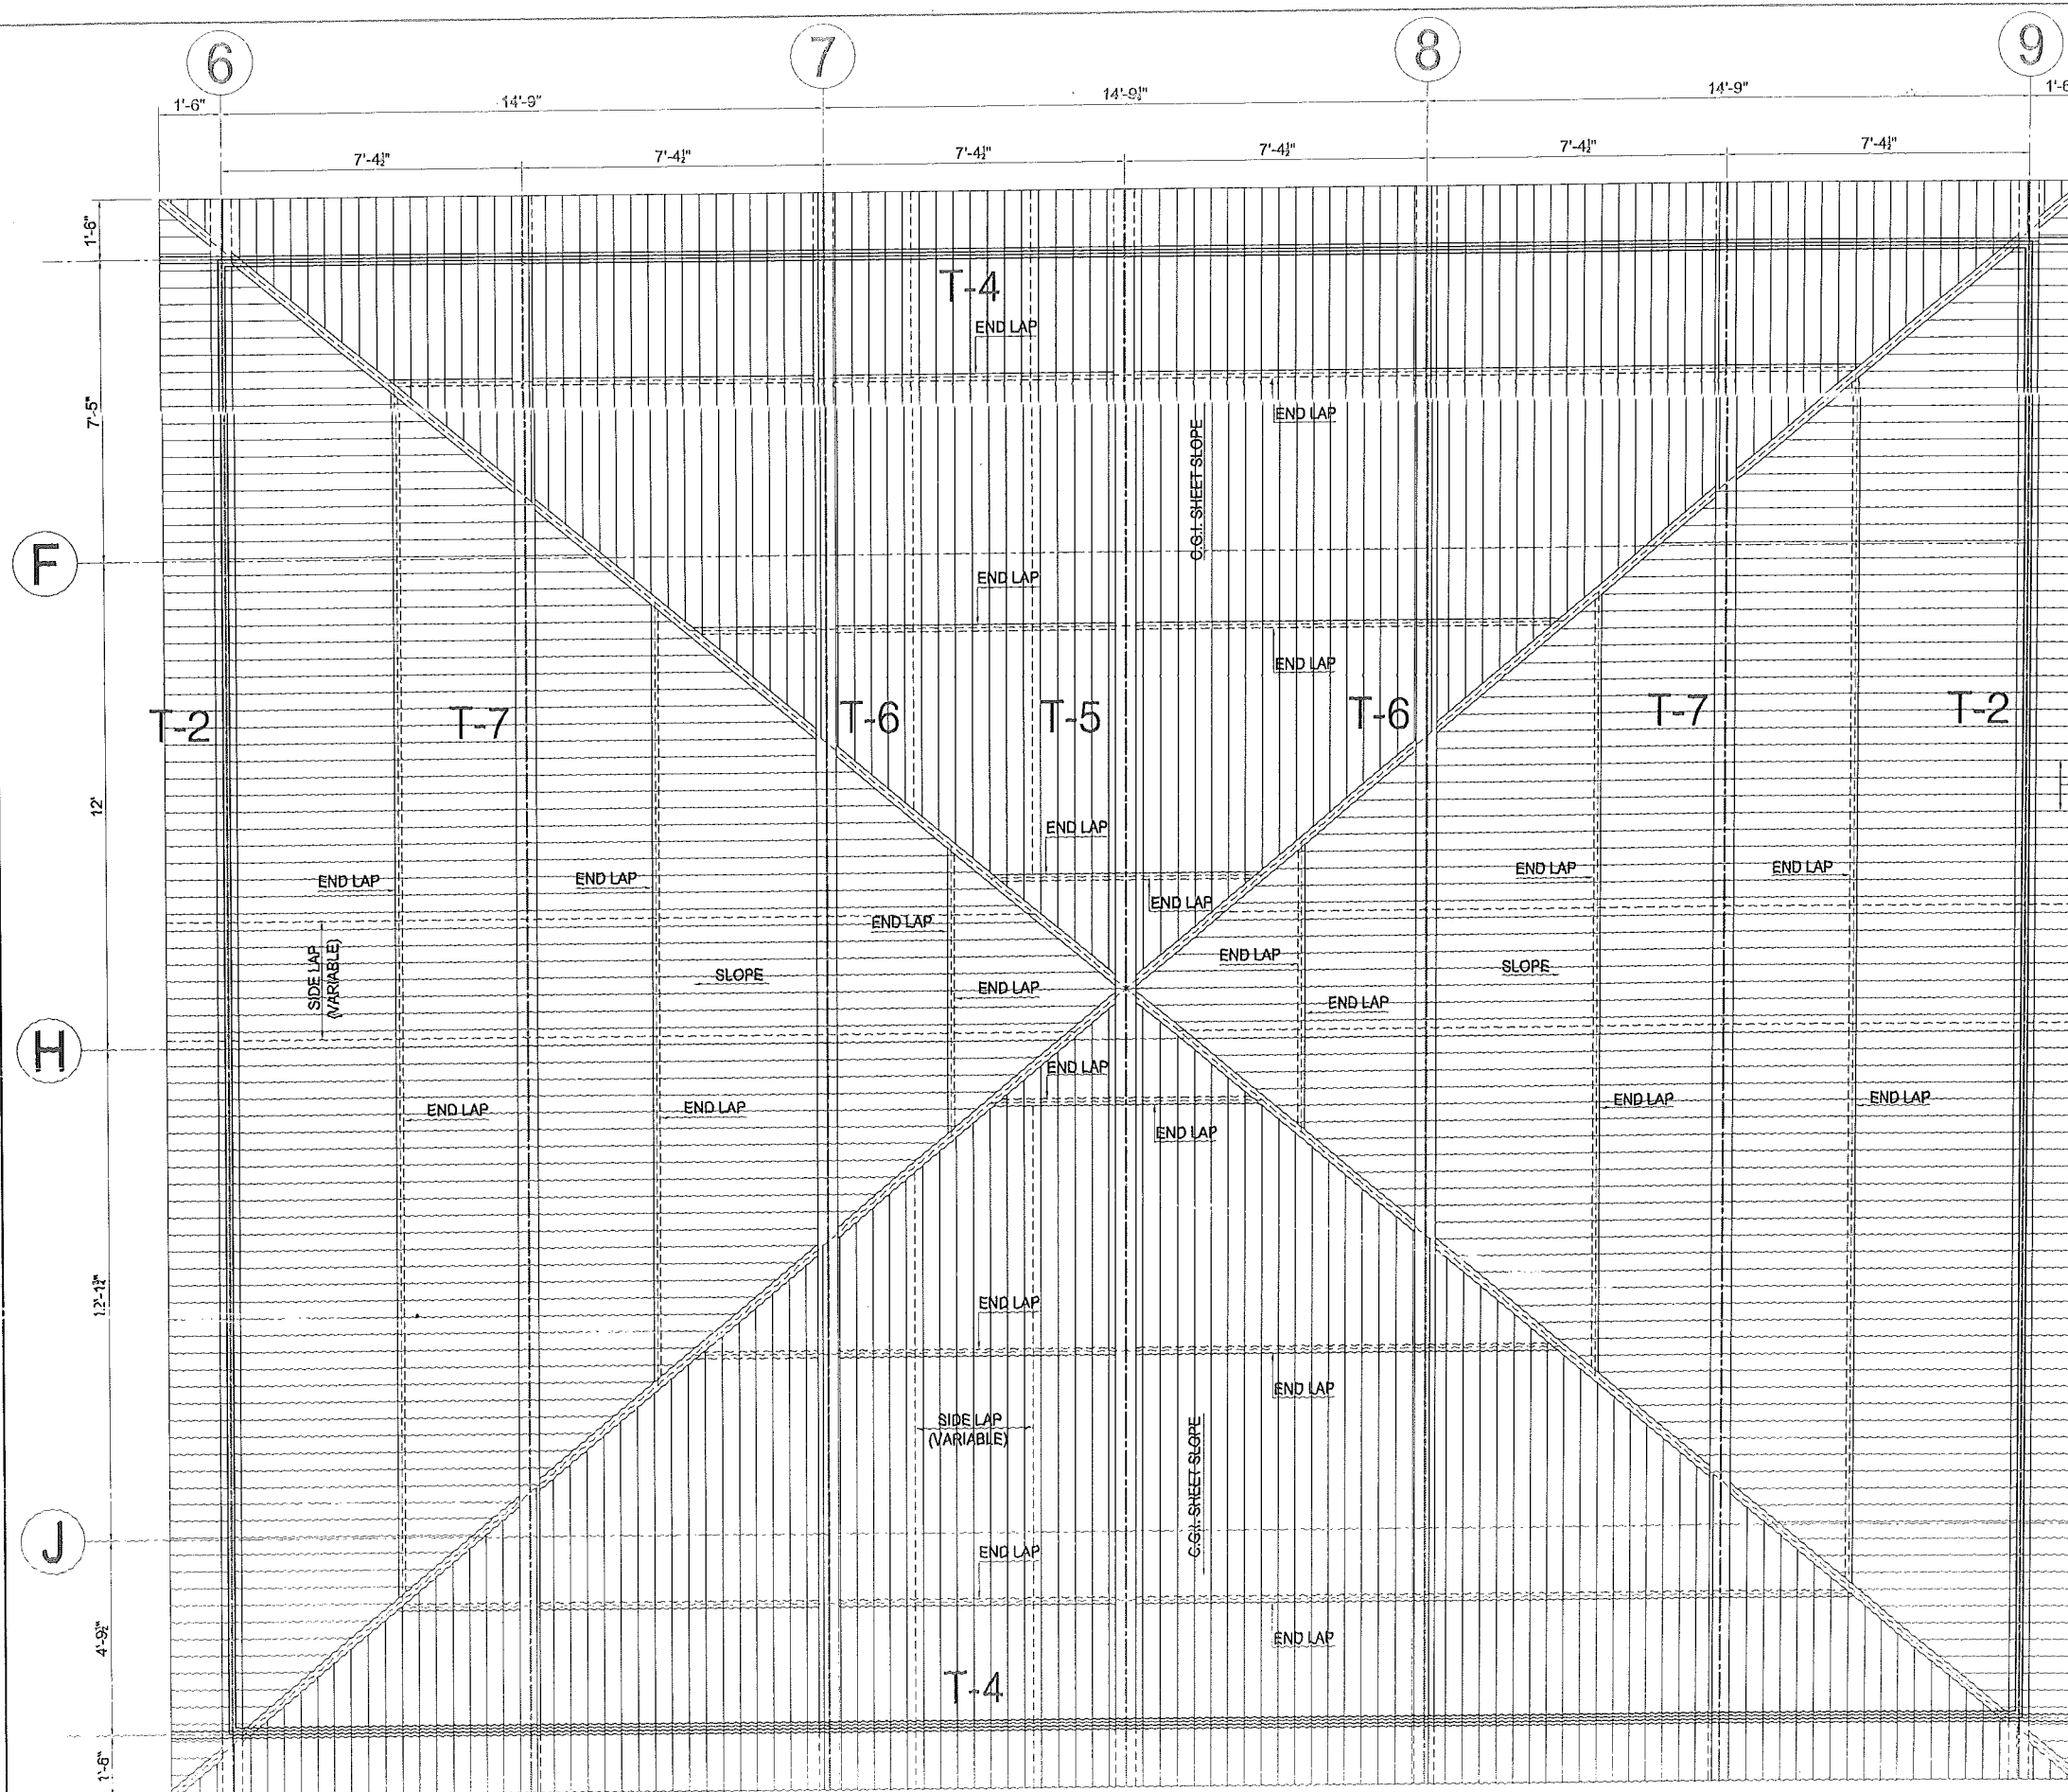 6 7 8 9
1'-6" 14'-9" 14'-9½" 14'-9" 1'-6
7'-4½" 7'-4½" 7'-4½" 7'-4½" 7'-4½" 7'-4½"
1'-6"
T-4
END LAP
7'-5"
END LAP
C.G.I. SHEET SLOPE
F
END LAP
END LAP
T-2 T-7 T-6 T-5 T-6 T-7 T-2
12'
END LAP
END LAP END LAP END LAP END LAP
END LAP
END LAP
SIDE LAP
(VARIABLE)
END LAP
SLOPE SLOPE
END LAP
END LAP
H
END LAP
END LAP END LAP END LAP END LAP
END LAP
END LAP
END LAP
SIDE LAP
(VARIABLE)
C.G.I. SHEET SLOPE
J
END LAP
4'-9½"
END LAP
T-4
1'-6"